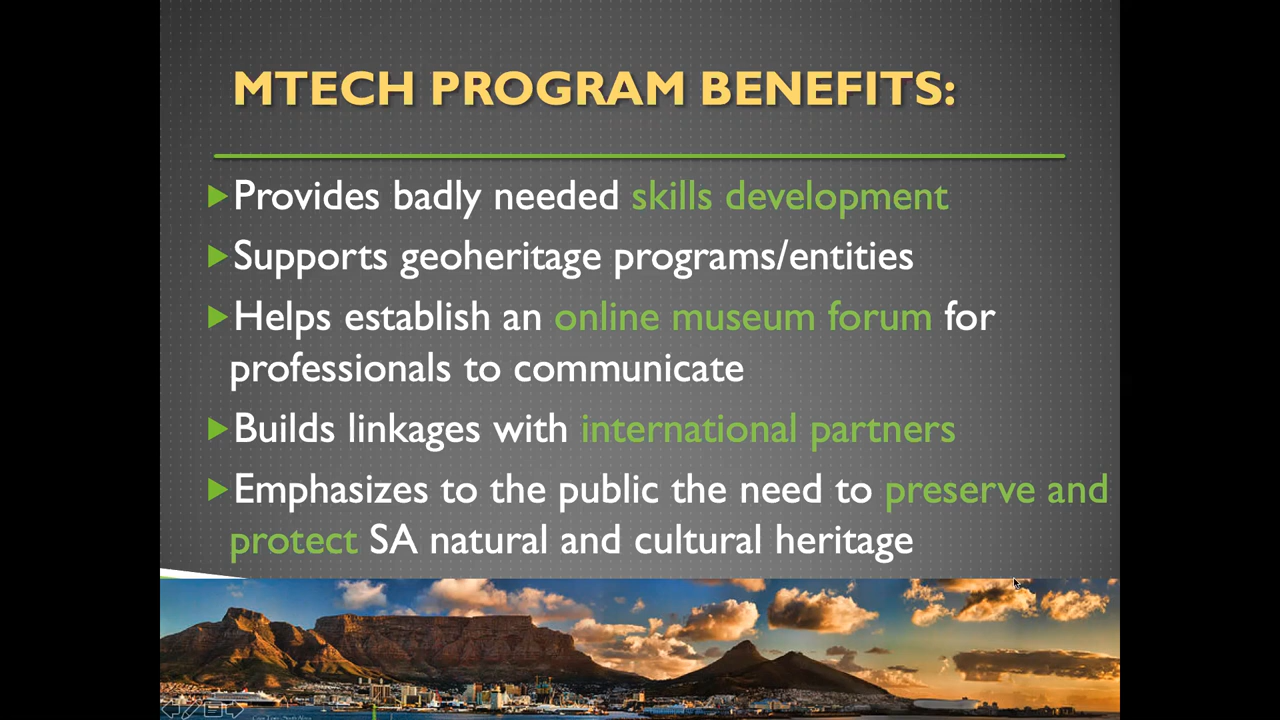 MTECH PROGRAM BENEFITS:
Provides badly needed skills development
Supports geoheritage programs/entities
Helps establish an online museum forum for
professionals to communicate
Builds linkages with international partners
Emphasizes to the public the need to preserve and
protect SA natural and cultural heritage